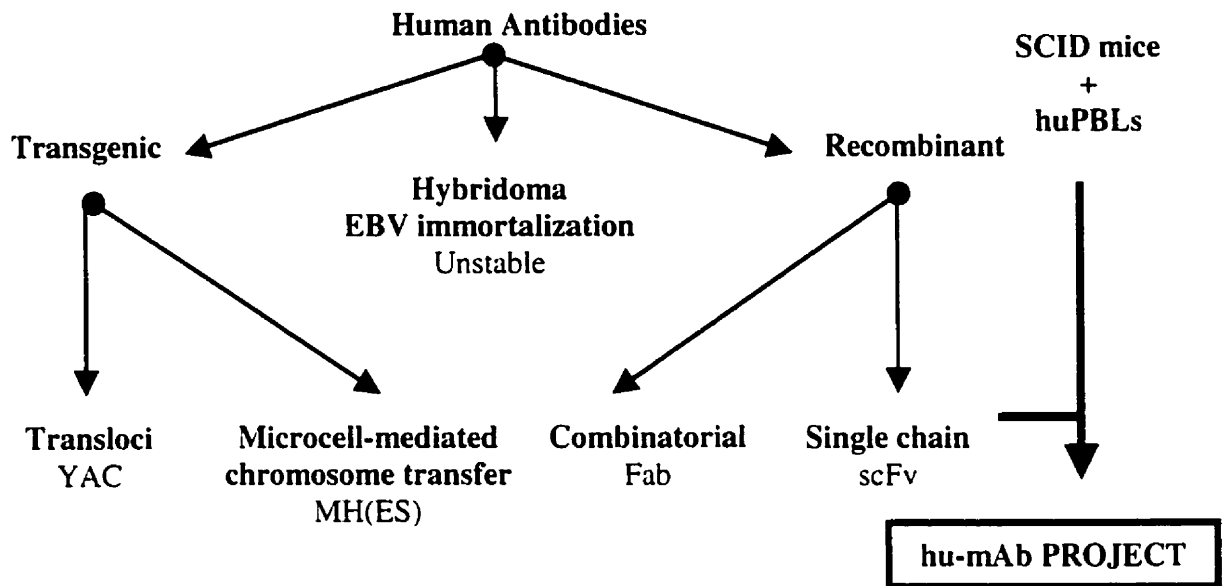 Human Antibodies
SCID mice
+
huPBLs
Transgenic
Recombinant
Hybridoma
EBV immortalization
Unstable
Transloci
YAC
Microcell-mediated
chromosome transfer
MH(ES)
Combinatorial
Fab
Single chain
scFv
hu-mAb PROJECT